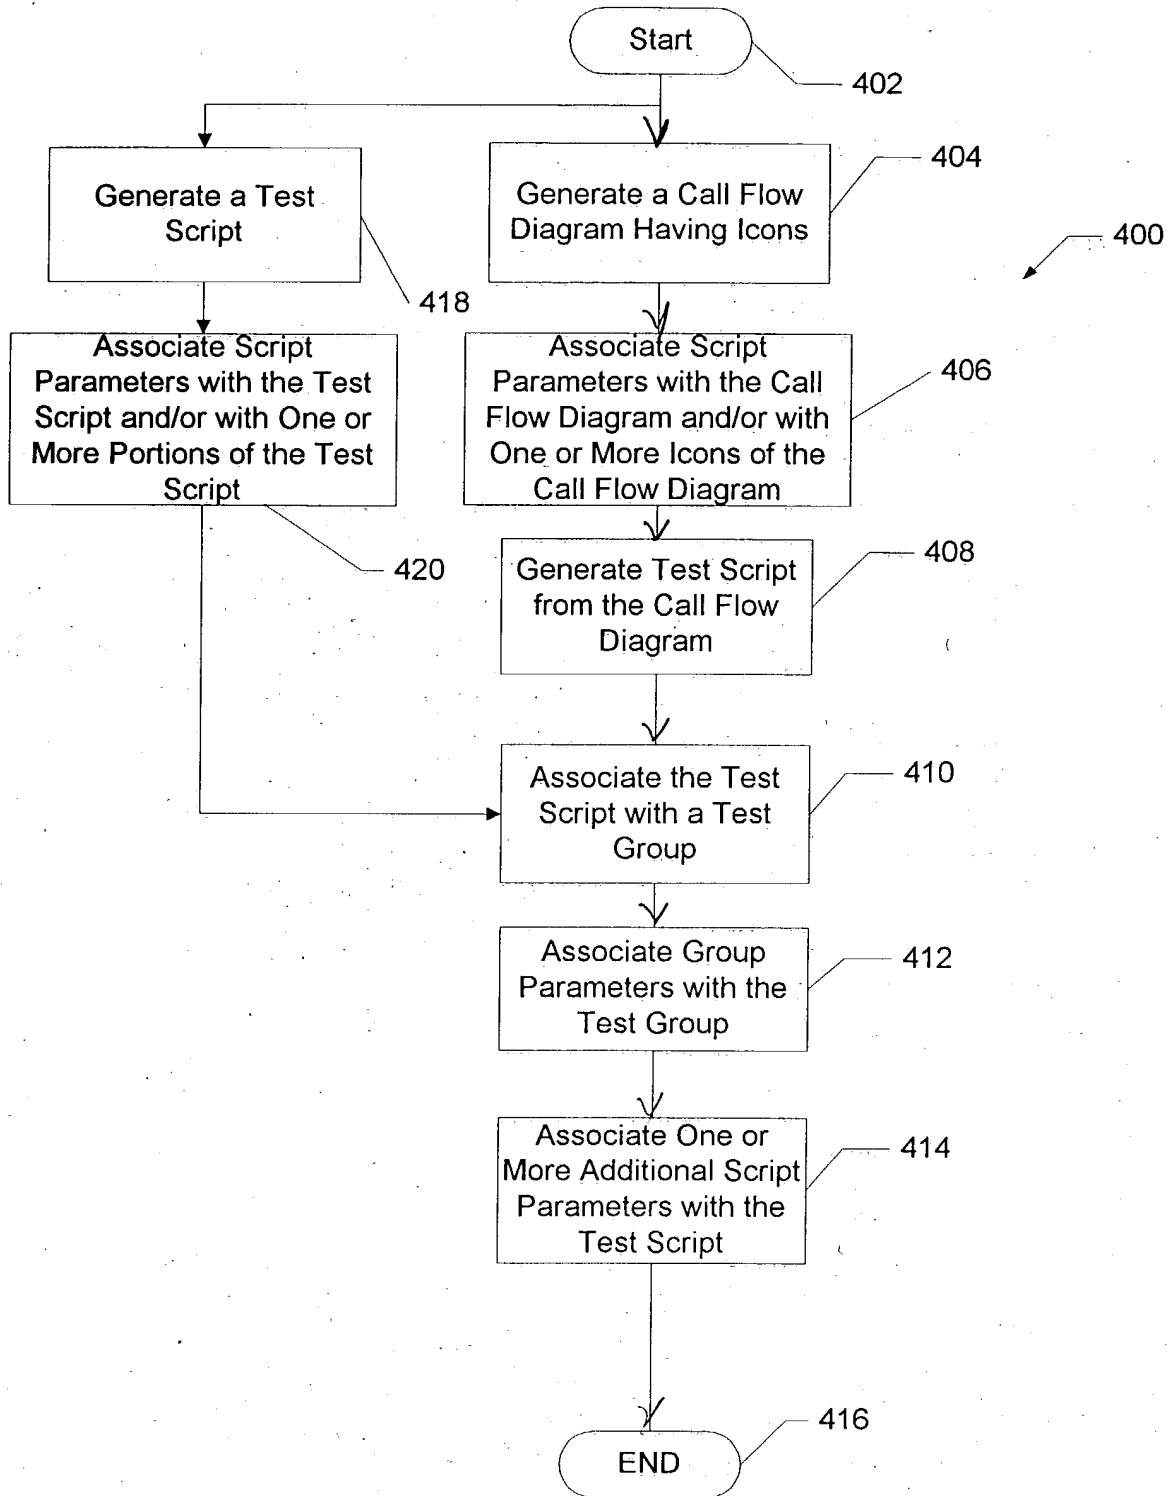 Start
402
Generate a Test
Script
418
Generate a Call Flow
Diagram Having Icons
404
400
Associate Script
Parameters with the Test
Script and/or with One or
More Portions of the Test
Script
420
Associate Script
Parameters with the Call
Flow Diagram and/or with
One or More Icons of the
Call Flow Diagram
406
Generate Test Script
from the Call Flow
Diagram
408
Associate the Test
Script with a Test
Group
410
Associate Group
Parameters with the
Test Group
412
Associate One or
More Additional Script
Parameters with the
Test Script
414
END
416